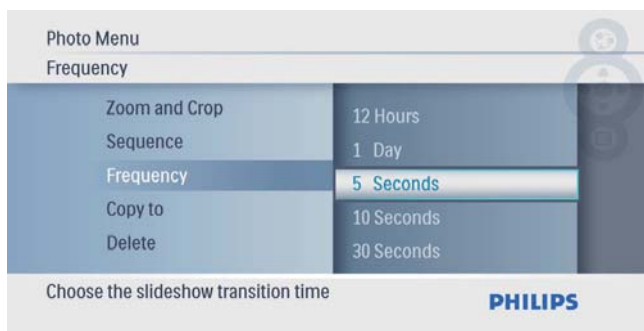 Photo Menu
Frequency
Zoom and Crop
Sequence
Frequency
Copy to
Delete
12 Hours
1 Day
5 Seconds
10 Seconds
30 Seconds
Choose the slideshow transition time
PHILIPS